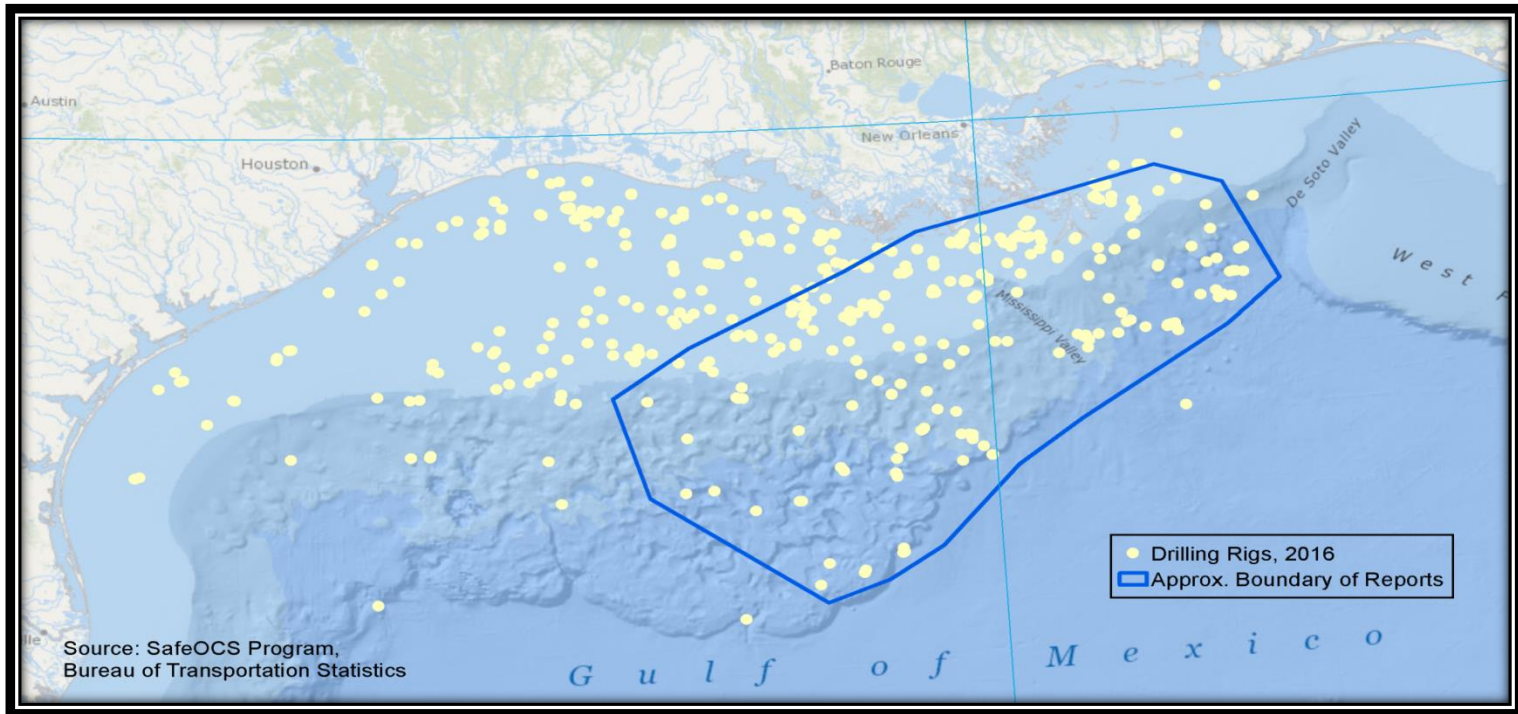 Baton Rouge
Austin
New Orleans
Houston
De Soto Valley
West F
Mississippi Valley
Drilling Rigs, 2016
Approx. Boundary of Reports
lle
Source: SafeOCS Program,
Bureau of Transportation Statistics
Gulf of Mexico